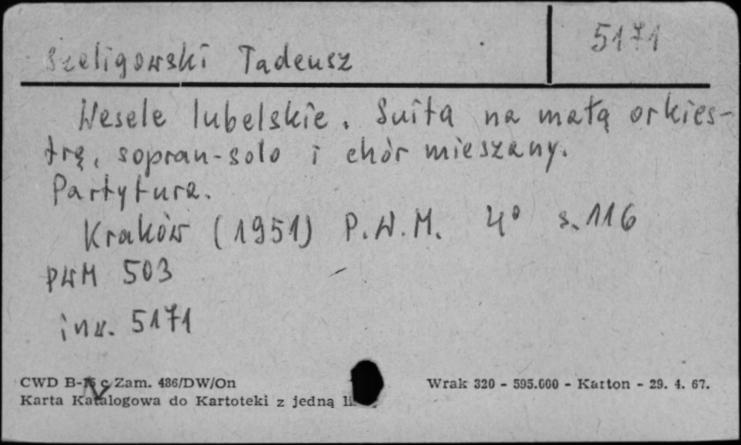 Szeligowski Tadeusz
5171
Wesele lubelskie. Suita na małą orkies-
trę, sopran-solo i chór mieszany.
Partytura.
Kraków (1951) P.W.M. 4° s. 116
PWM 503
inw. 5171
CWD B- c Zam. 486/DW/On
Wrak 320 - 595.000 - Karton - 29. 4. 67.
Karta Katalogowa do Kartoteki z jedną